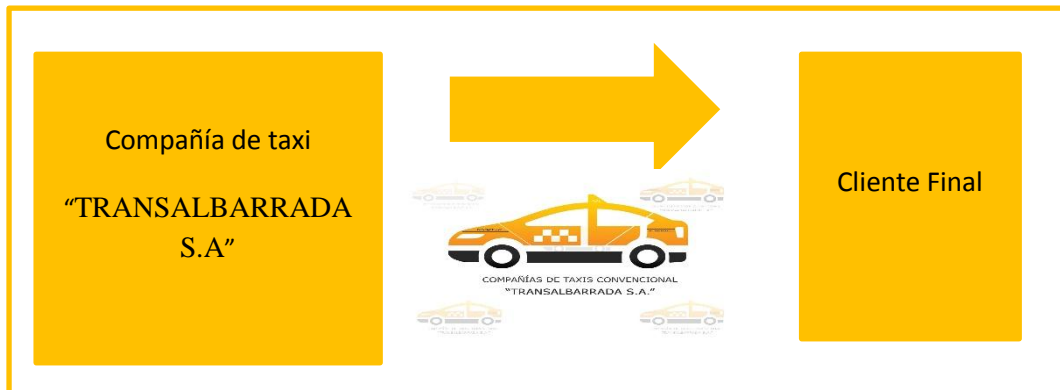 Compañía de taxi
“TRANSALBARRADA
S.A”
COMPAÑÍAS DE TAXIS CONVENCIONAL
"TRANSALBARRADA S.A."
Cliente Final